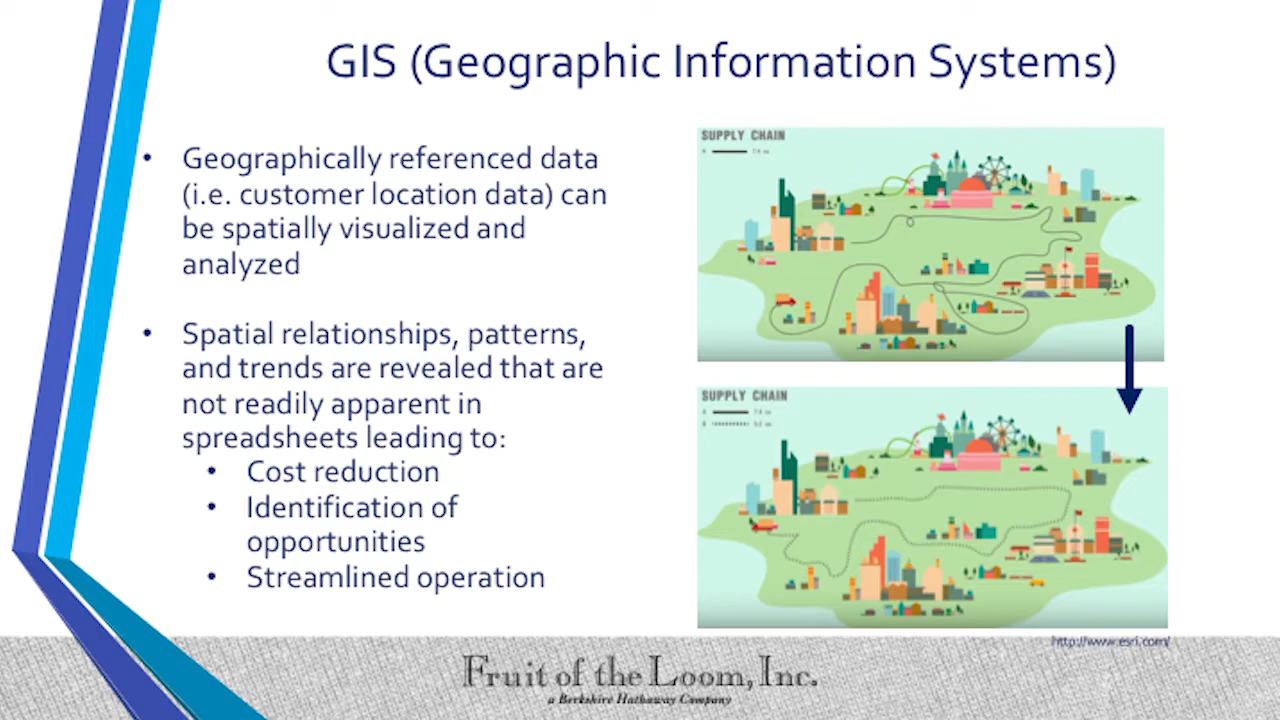 GIS (Geographic Information Systems)
• Geographically referenced data
(i.e. customer location data) can
be spatially visualized and
analyzed
• Spatial relationships, patterns,
and trends are revealed that are
not readily apparent in
spreadsheets leading to:
• Cost reduction
• Identification of
opportunities
• Streamlined operation
SUPPLY CHAIN
SUPPLY CHAIN
http://www.esri.com/
Fruit of the Loom, Inc.
a Berkshire Hathaway Company